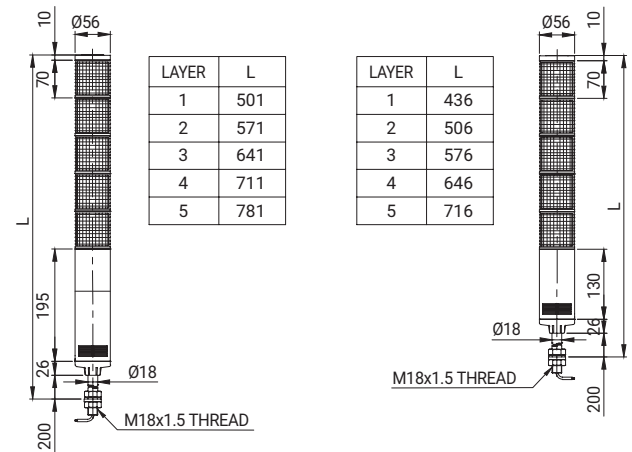 10
Ø56
70
L
195
26
200
Ø18
M18x1.5 THREAD
LAYER L
1 501
2 571
3 641
4 711
5 781
LAYER L
1 436
2 506
3 576
4 646
5 716
Ø56
10
70
L
130
26
200
Ø18
M18x1.5 THREAD